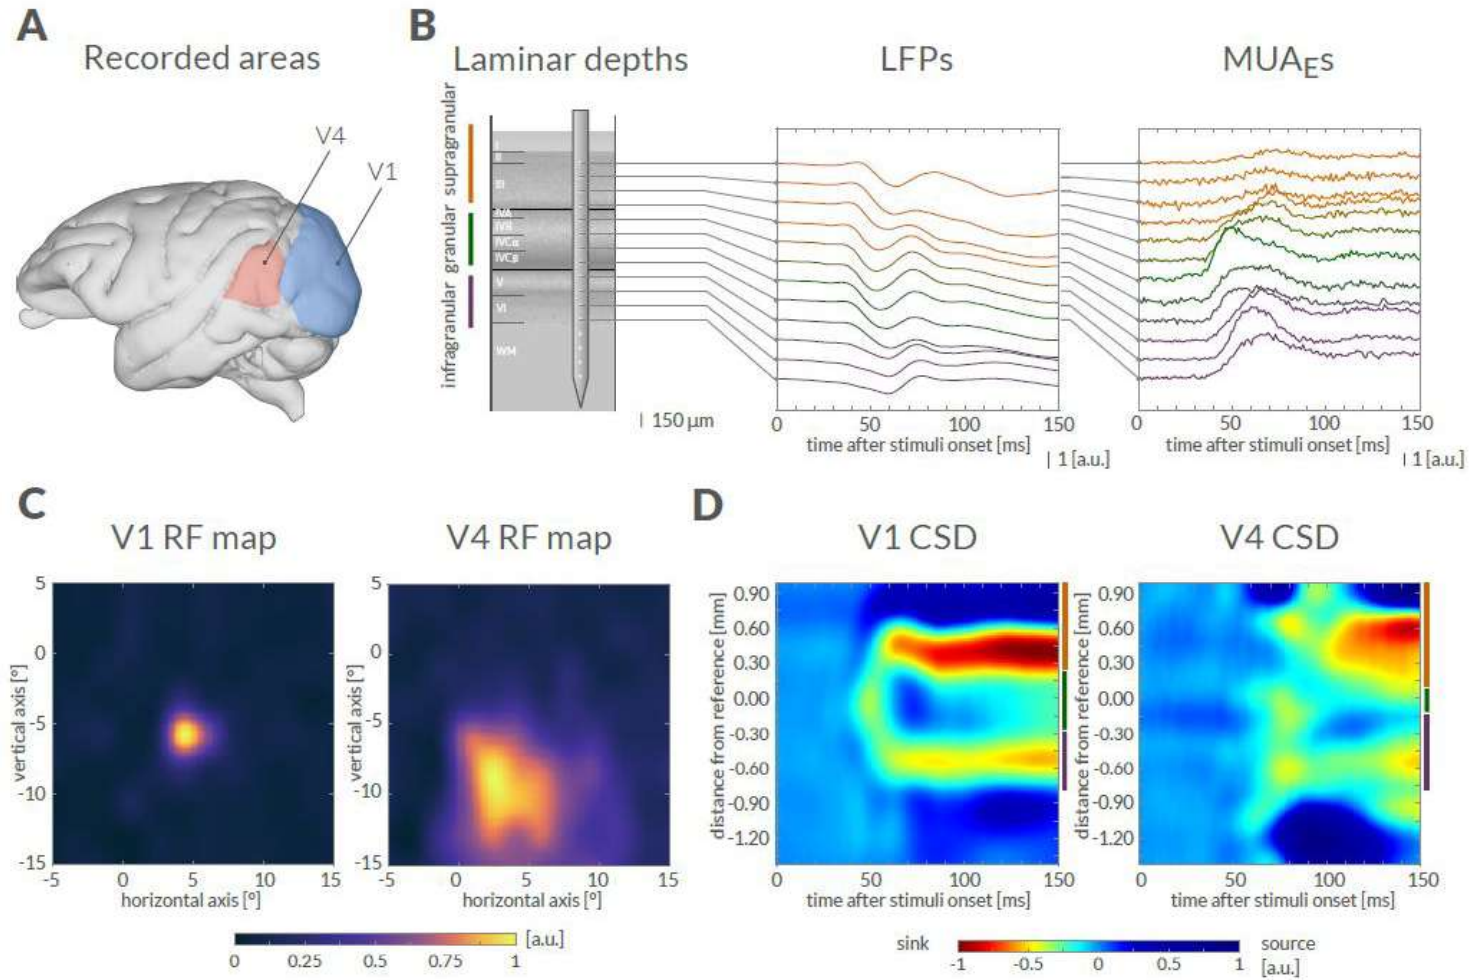 A
Recorded areas
V4
V1
B
Laminar depths
LFPs
MUAEs
supragranular
granular
infragranular
I
II
III
IVA
IVB
IVCα
IVCβ
V
VI
WM
150 µm
0 50 100 150
time after stimuli onset [ms]
1 [a.u.]
0 50 100 150
time after stimuli onset [ms]
1 [a.u.]
C
V1 RF map
V4 RF map
vertical axis [°]
5
0
-5
-10
-15
-5 0 5 10 15
horizontal axis [°]
vertical axis [°]
5
0
-5
-10
-15
-5 0 5 10 15
horizontal axis [°]
[a.u.]
0 0.25 0.5 0.75 1
D
V1 CSD
V4 CSD
distance from reference [mm]
0.90
0.60
0.30
0.00
-0.30
-0.60
-0.90
-1.20
0 50 100 150
time after stimuli onset [ms]
distance from reference [mm]
0.90
0.60
0.30
0.00
-0.30
-0.60
-0.90
-1.20
0 50 100 150
time after stimuli onset [ms]
sink
source
-1 -0.5 0 0.5 1
[a.u.]